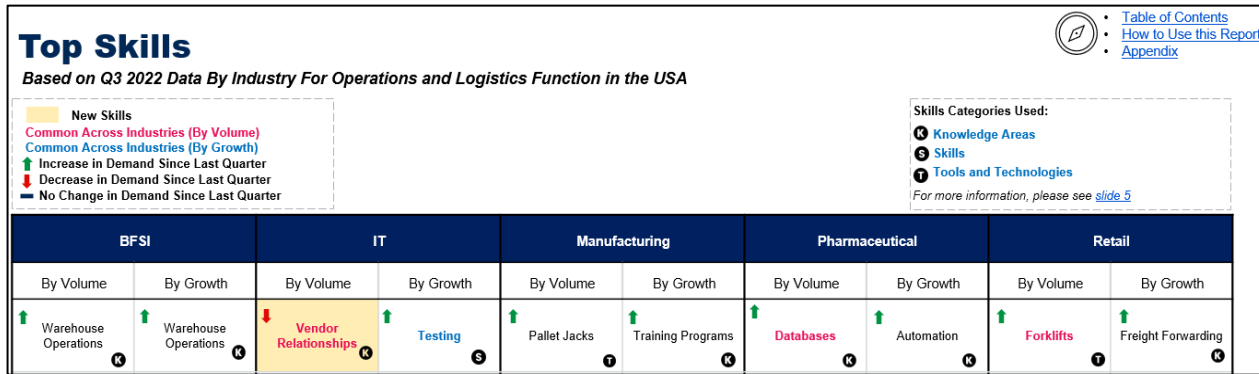 Top Skills
Based on Q3 2022 Data By Industry For Operations and Logistics Function in the USA
Table of Contents
How to Use this Report
Appendix
New Skills
Common Across Industries (By Volume)
Common Across Industries (By Growth)
Increase in Demand Since Last Quarter
Decrease in Demand Since Last Quarter
No Change in Demand Since Last Quarter
Skills Categories Used:
K Knowledge Areas
S Skills
T Tools and Technologies
For more information, please see slide 5
BFSI IT Manufacturing Pharmaceutical Retail
By Volume By Growth By Volume By Growth By Volume By Growth By Volume By Growth By Volume By Growth
Warehouse
Operations
K
Warehouse
Operations
K
Vendor
Relationships
K
Testing
S
Pallet Jacks
T
Training Programs
K
Databases
K
Automation
K
Forklifts
T
Freight Forwarding
K